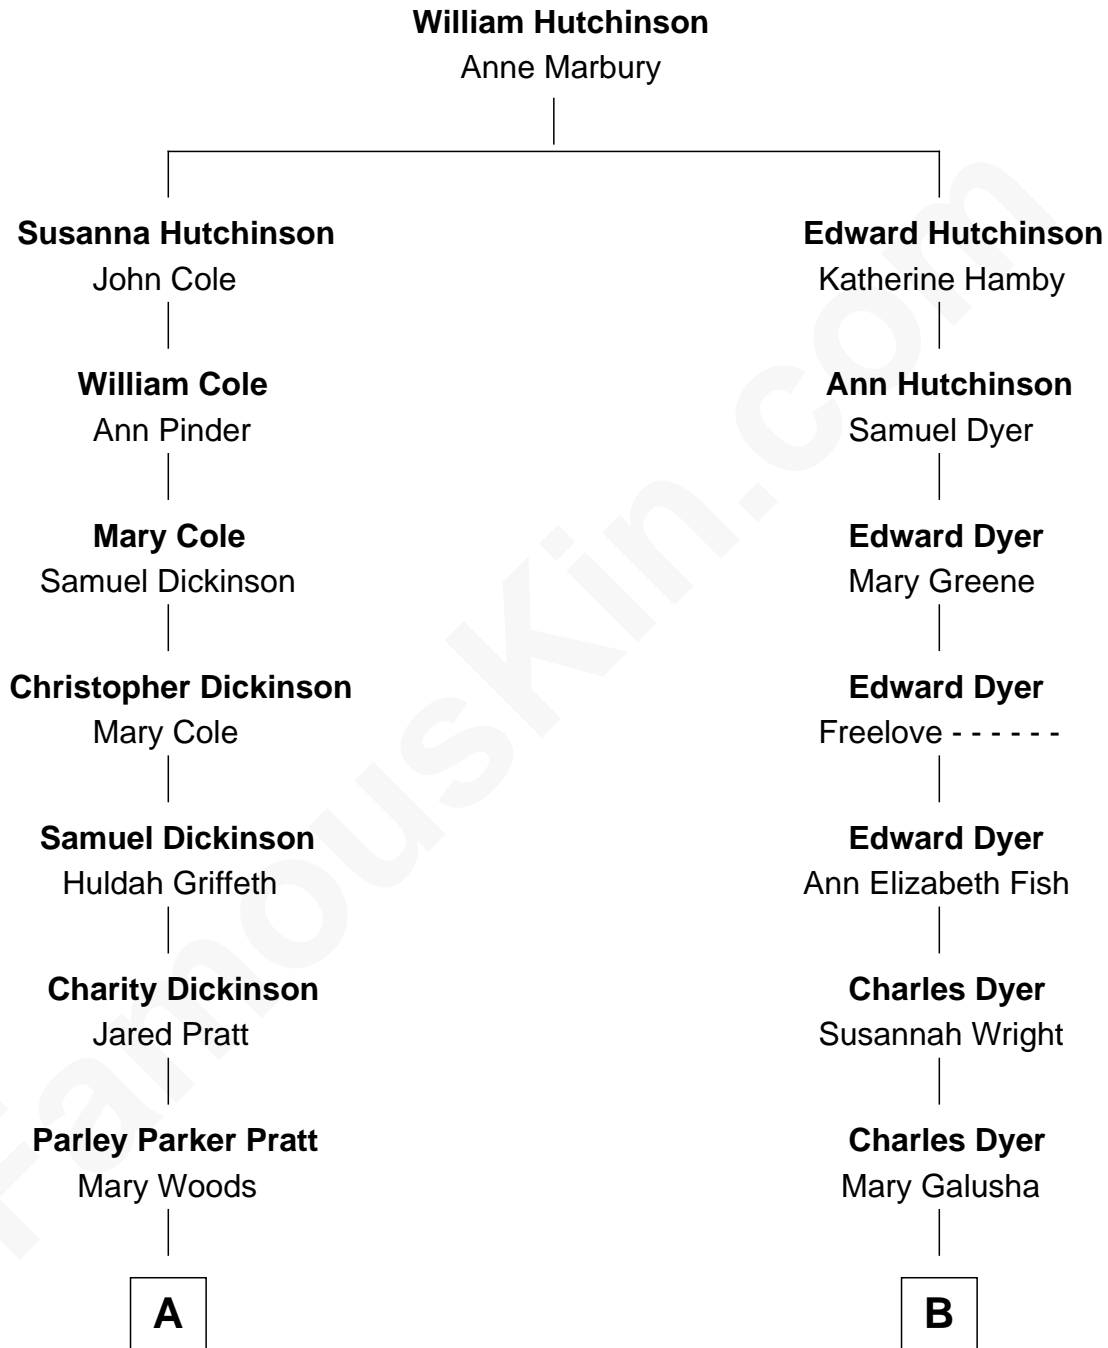 William Hutchinson
Anne Marbury
Susanna Hutchinson
John Cole
Edward Hutchinson
Katherine Hamby
William Cole
Ann Pinder
Ann Hutchinson
Samuel Dyer
Mary Cole
Samuel Dickinson
Edward Dyer
Mary Greene
Christopher Dickinson
Mary Cole
Edward Dyer
Freelove - - - - - -
Samuel Dickinson
Huldah Griffeth
Edward Dyer
Ann Elizabeth Fish
Charity Dickinson
Jared Pratt
Charles Dyer
Susannah Wright
Parley Parker Pratt
Mary Woods
Charles Dyer
Mary Galusha
A
B
FamousKin.com